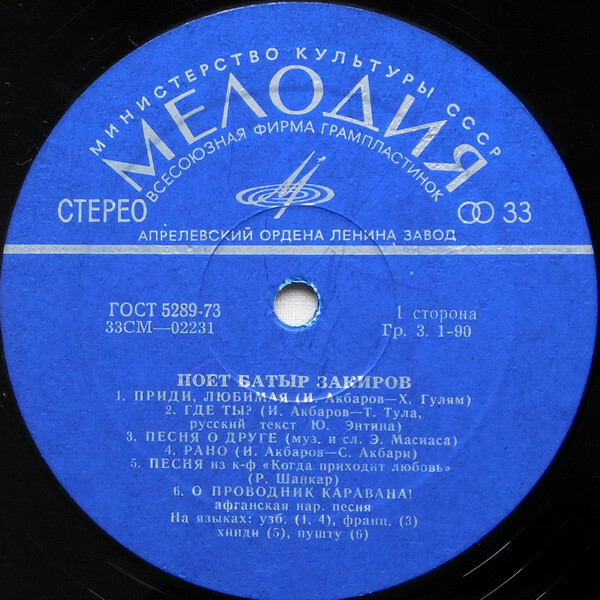 МИНИСТЕРСТВО КУЛЬТУРЫ СССР
МЕЛОДИЯ
ВСЕСОЮЗНАЯ ФИРМА ГРАМПЛАСТИНОК
СТЕРЕО
33
АПРЕЛЕВСКИЙ ОРДЕНА ЛЕНИНА ЗАВОД
ГОСТ 5289-73
33СМ—02231
1 сторона
Гр. 3. 1-90
ПОЕТ БАТЫР ЗАКИРОВ
1. ПРИДИ, ЛЮБИМАЯ (И. Акбаров—Х. Гулям)
2. ГДЕ ТЫ? (И. Акбаров—Т. Тула,
русский текст Ю. Энтина)
3. ПЕСНЯ О ДРУГЕ (муз. и сл. Э. Масиаса)
4. РАНО (И. Акбаров—С. Акбари)
5. ПЕСНЯ из к-ф «Когда приходит любовь»
(Р. Шанкар)
6. О ПРОВОДНИК КАРАВАНА!
афганская нар. песня
На языках: узб. (1, 4), франц. (3)
хинди (5), пушту (6)